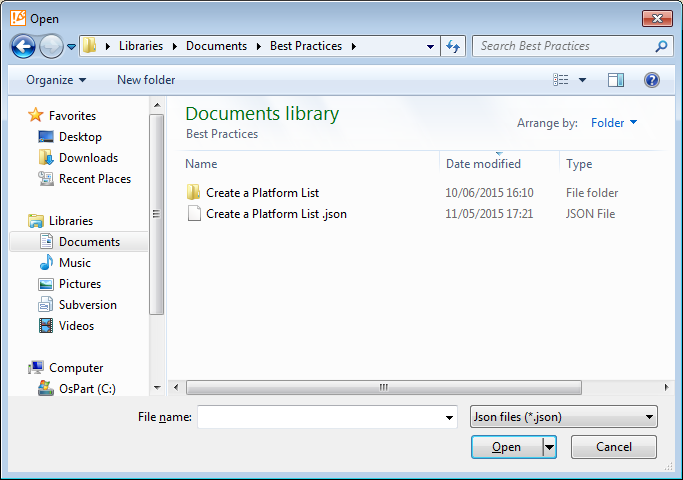 Open
Libraries Documents Best Practices Search Best Practices
Organize New folder
Favorites
Desktop
Downloads
Recent Places
Libraries
Documents
Music
Pictures
Subversion
Videos
Computer
OsPart (C:)
Documents library
Best Practices
Arrange by: Folder
Name Date modified Type
Create a Platform List 10/06/2015 16:10 File folder
Create a Platform List .json 11/05/2015 17:21 JSON File
File name: Json files (*.json)
Open Cancel